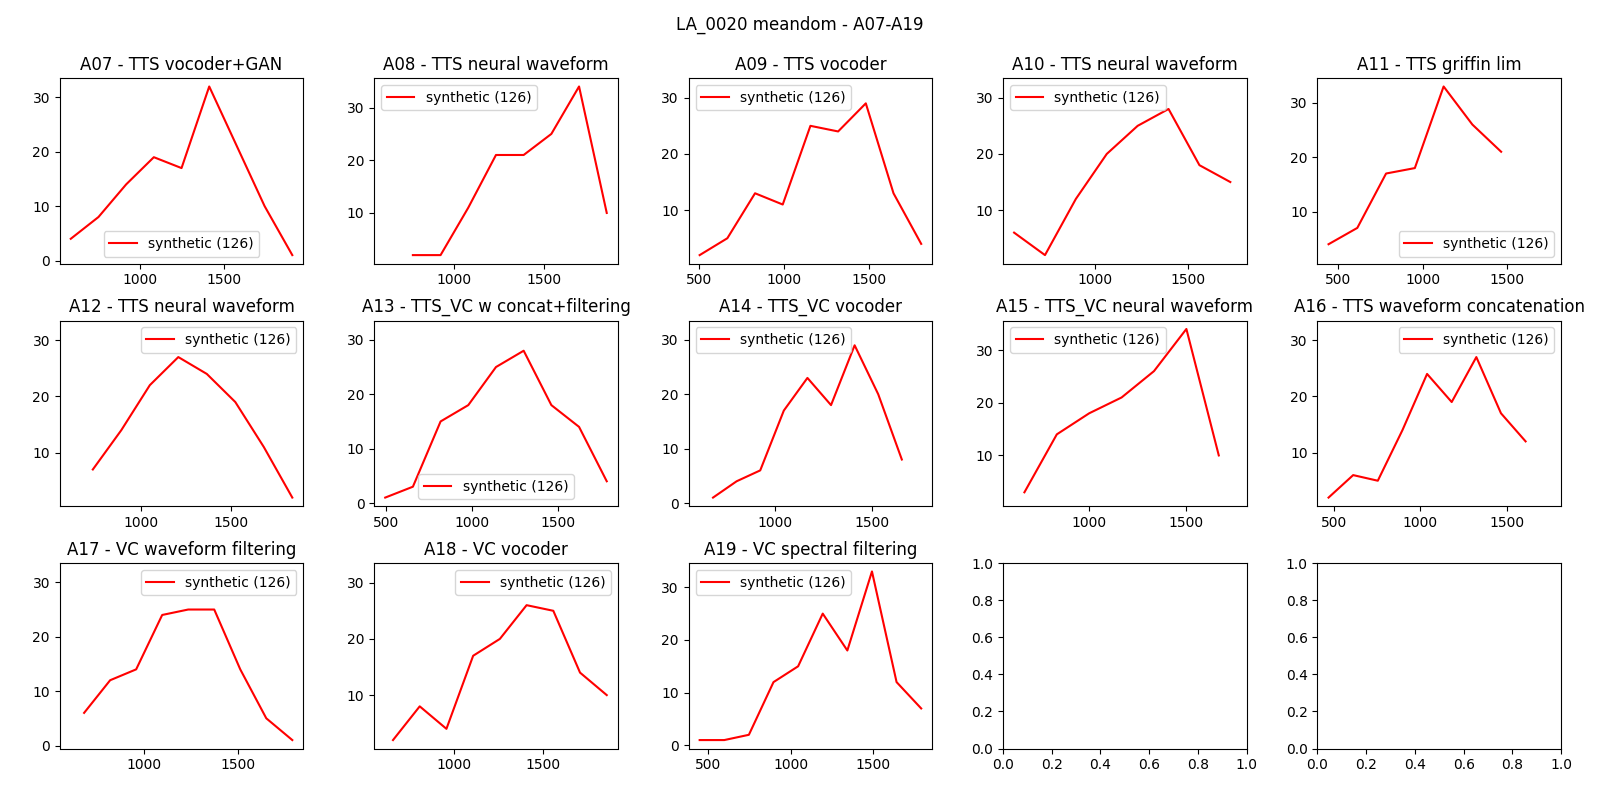 LA_0020 meandom - A07-A19
A07 - TTS vocoder+GAN
A08 - TTS neural waveform
A09 - TTS vocoder
A10 - TTS neural waveform
A11 - TTS griffin lim
30
20
10
0
synthetic (126)
1000 1500
30
20
10
synthetic (126)
1000 1500
30
20
10
synthetic (126)
500 1000 1500
30
20
10
synthetic (126)
1000 1500
30
20
10
synthetic (126)
500 1000 1500
A12 - TTS neural waveform
A13 - TTS_VC w concat+filtering
A14 - TTS_VC vocoder
A15 - TTS_VC neural waveform
A16 - TTS waveform concatenation
30
20
10
synthetic (126)
1000 1500
30
20
10
0
synthetic (126)
500 1000 1500
30
20
10
0
synthetic (126)
1000 1500
30
20
10
synthetic (126)
1000 1500
30
20
10
synthetic (126)
500 1000 1500
A17 - VC waveform filtering
A18 - VC vocoder
A19 - VC spectral filtering
30
20
10
0
synthetic (126)
1000 1500
30
20
10
synthetic (126)
1000 1500
30
20
10
0
synthetic (126)
500 1000 1500
1.0
0.8
0.6
0.4
0.2
0.0
0.0 0.2 0.4 0.6 0.8 1.0
1.0
0.8
0.6
0.4
0.2
0.0
0.0 0.2 0.4 0.6 0.8 1.0